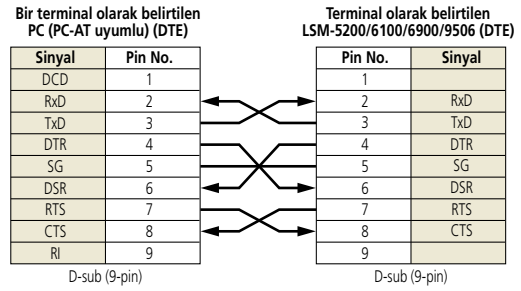 Bir terminal olarak belirtilen
PC (PC-AT uyumlu) (DTE)
Terminal olarak belirtilen
LSM-5200/6100/6900/9506 (DTE)
Sinyal Pin No. Pin No. Sinyal
DCD 1 1
RxD 2 2 RxD
TxD 3 3 TxD
DTR 4 4 DTR
SG 5 5 SG
DSR 6 6 DSR
RTS 7 7 RTS
CTS 8 8 CTS
RI 9 9
D-sub (9-pin) D-sub (9-pin)